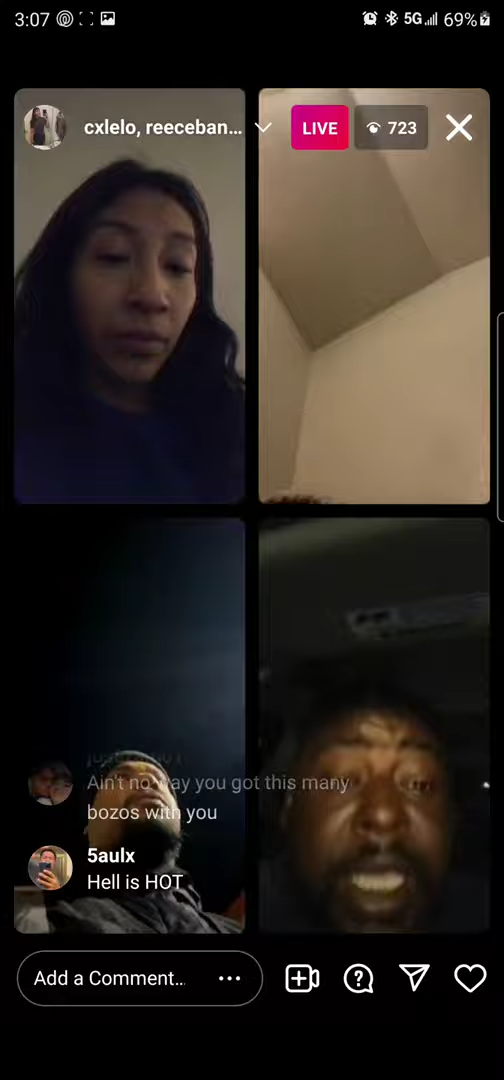 3:07
5G 69%
cxlelo, reeceban...
LIVE
723
Ain't no way you got this many
bozos with you
5aulx
Hell is HOT
Add a Comment...